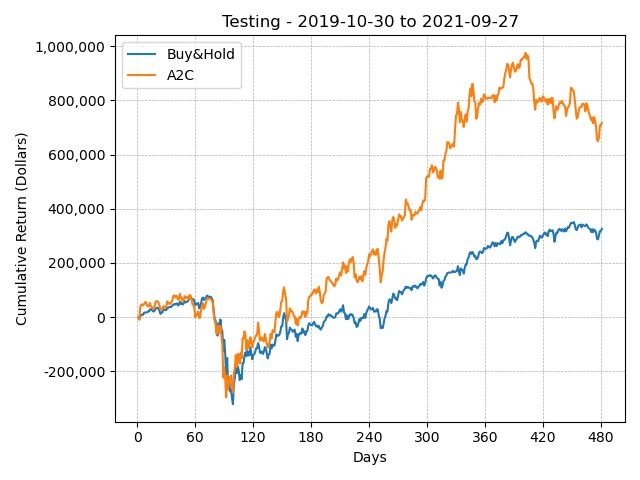 Testing - 2019-10-30 to 2021-09-27
Buy&Hold
A2C
Cumulative Return (Dollars)
1,000,000
800,000
600,000
400,000
200,000
0
-200,000
0 60 120 180 240 300 360 420 480
Days